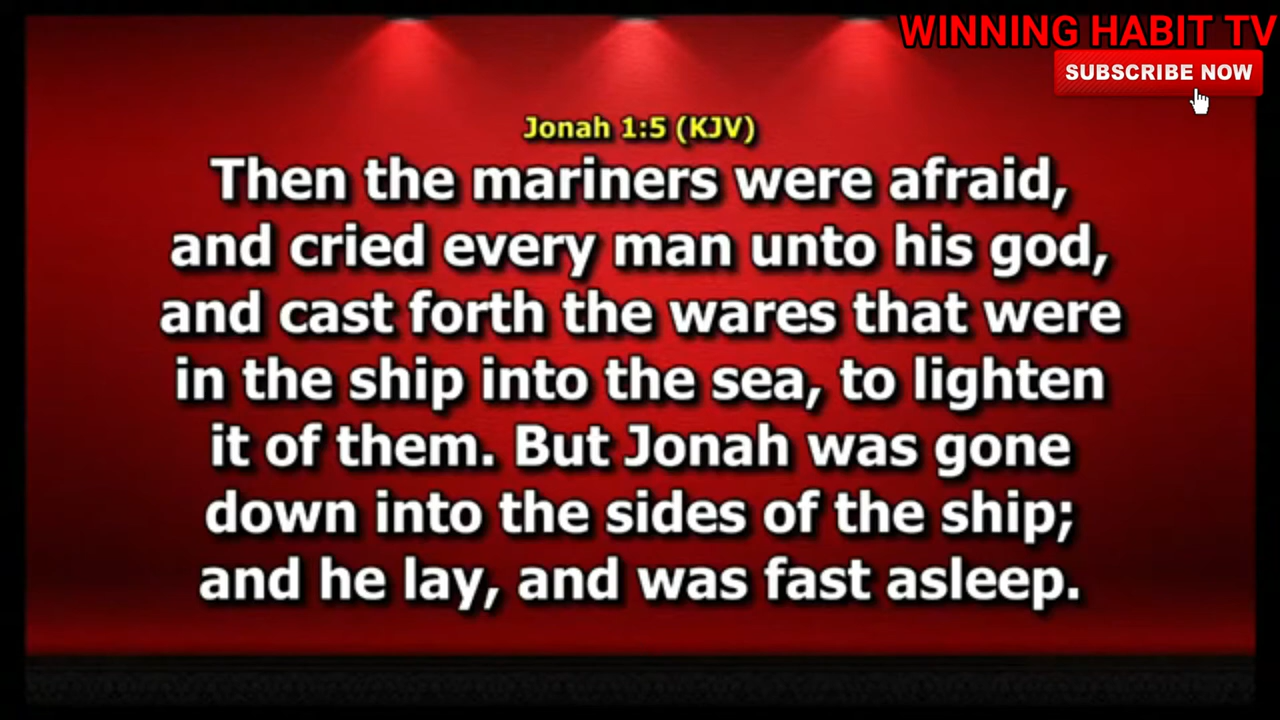 WINNING HABIT TV
SUBSCRIBE NOW
Jonah 1:5 (KJV)
Then the mariners were afraid,
and cried every man unto his god,
and cast forth the wares that were
in the ship into the sea, to lighten
it of them. But Jonah was gone
down into the sides of the ship;
and he lay, and was fast asleep.